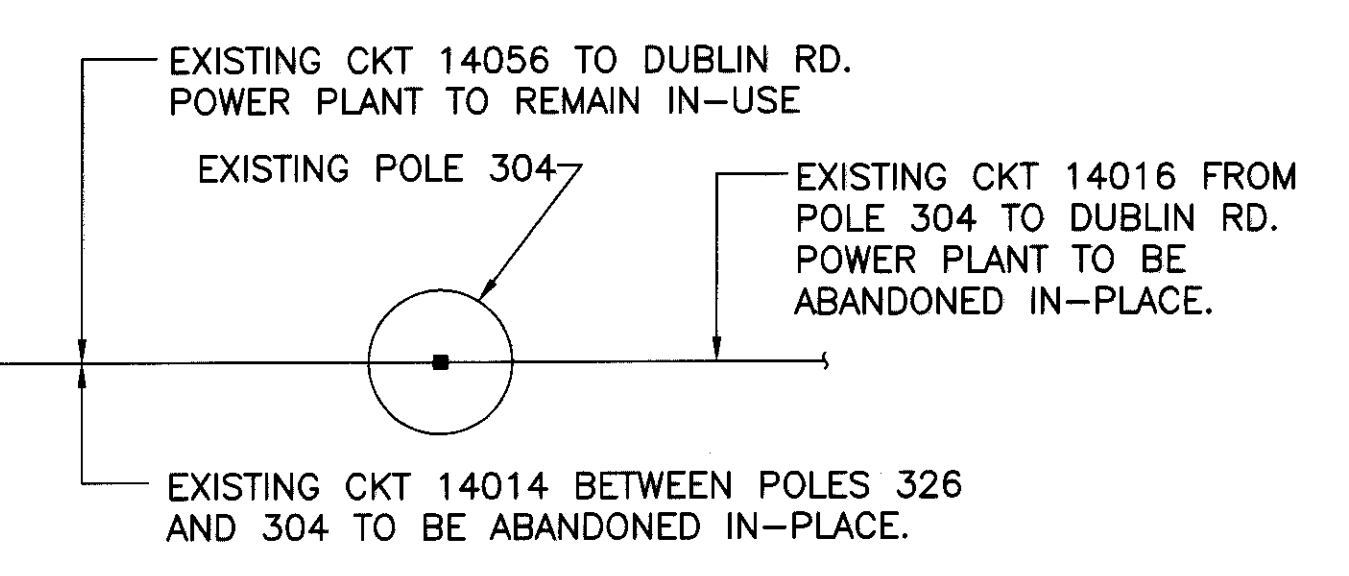 EXISTING CKT 14056 TO DUBLIN RD.
POWER PLANT TO REMAIN IN-USE
EXISTING POLE 304
EXISTING CKT 14016 FROM
POLE 304 TO DUBLIN RD.
POWER PLANT TO BE
ABANDONED IN-PLACE.
EXISTING CKT 14014 BETWEEN POLES 326
AND 304 TO BE ABANDONED IN-PLACE.